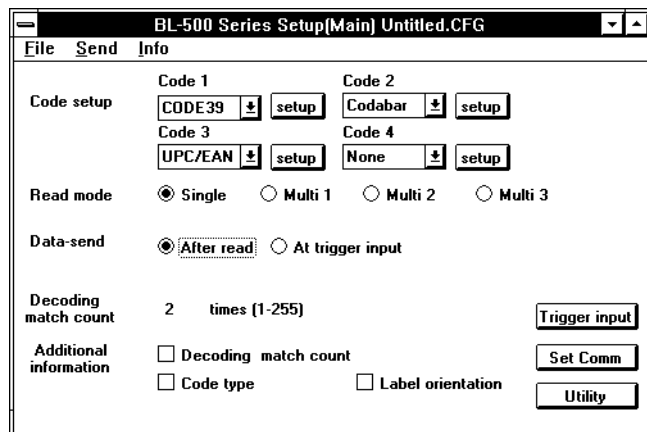 BL-500 Series Setup(Main) Untitled.CFG
File Send Info
Code 1 Code 2
Code setup CODE39 setup Codabar setup
Code 3 Code 4
UPC/EAN setup None setup
Read mode Single Multi 1 Multi 2 Multi 3
Data-send After read At trigger input
Decoding
match count 2 times (1-255) Trigger input
Additional
information Decoding match count Set Comm
Code type Label orientation Utility